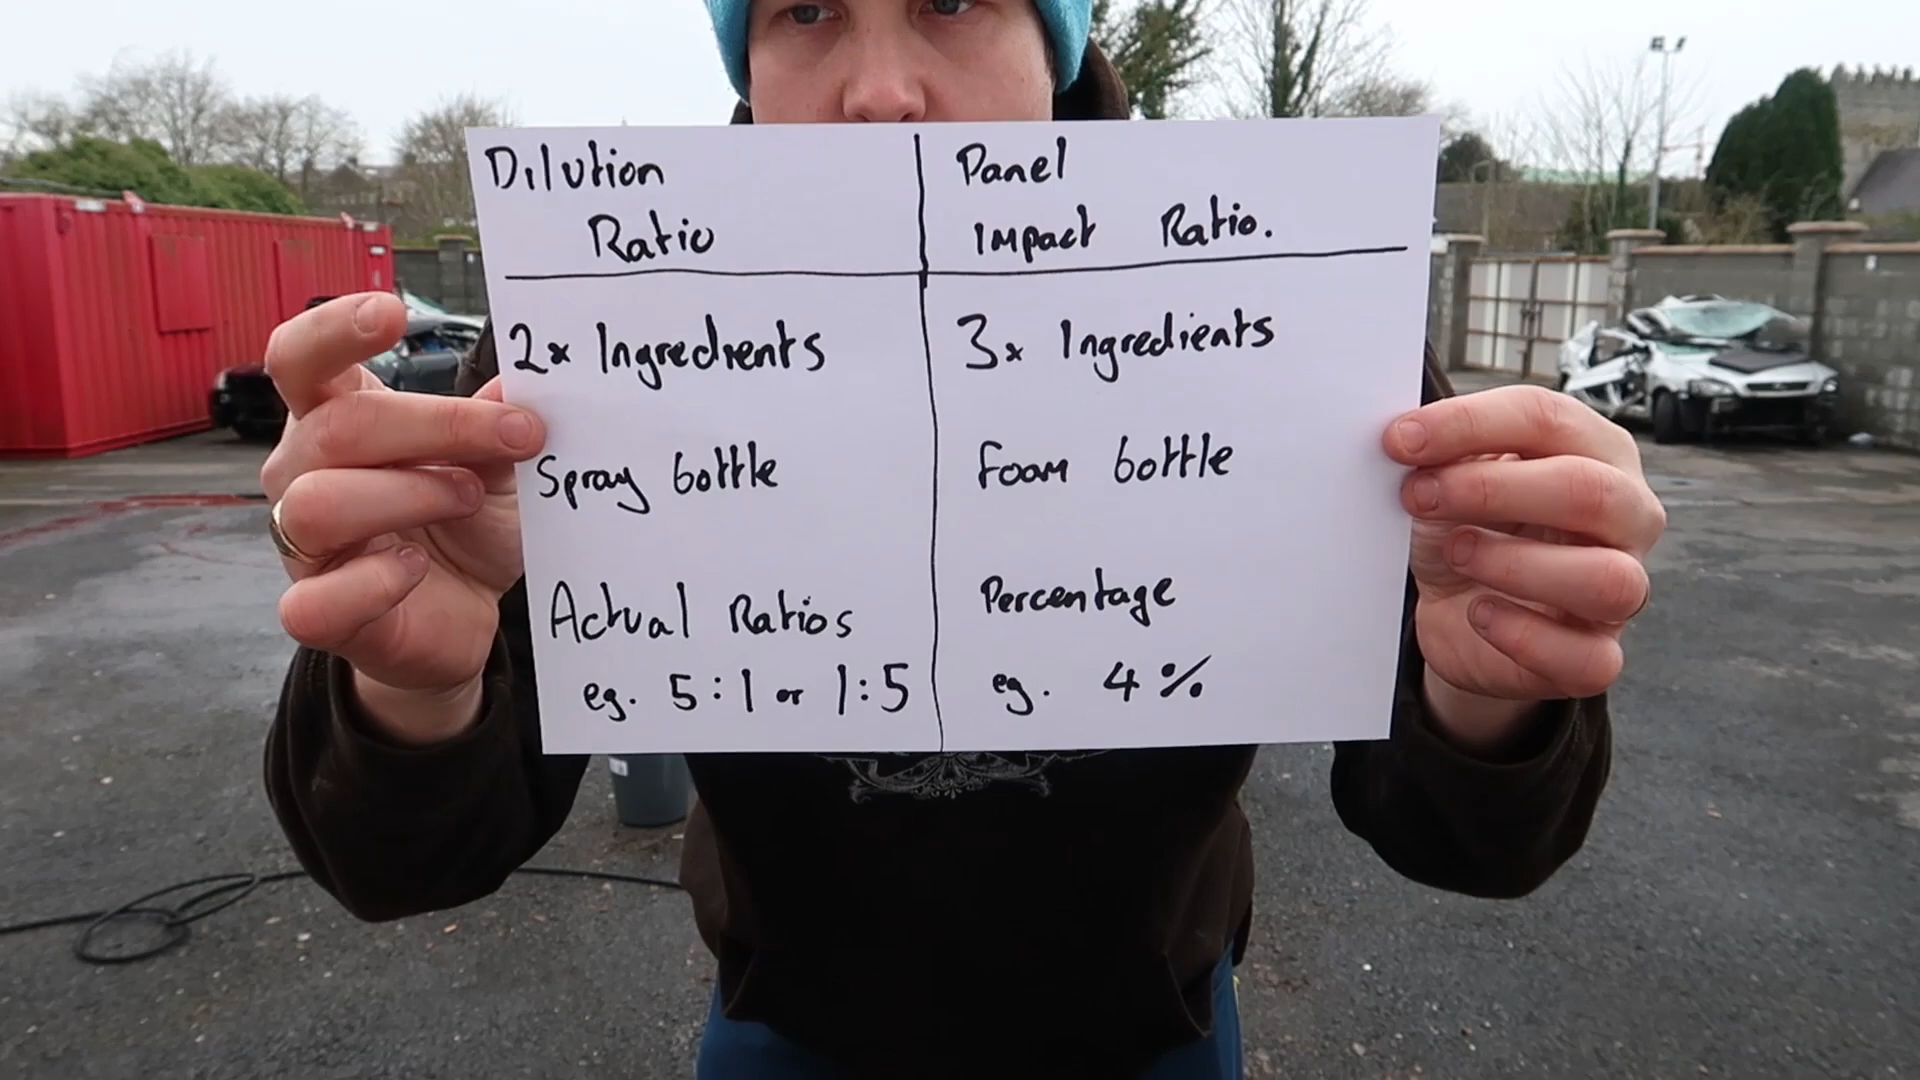 Dilution
Ratio
2x Ingredients
Spray bottle
Actual Ratios
eg. 5:1 or 1:5
Panel
Impact Ratio.
3x Ingredients
Foam bottle
Percentage
eg. 4%